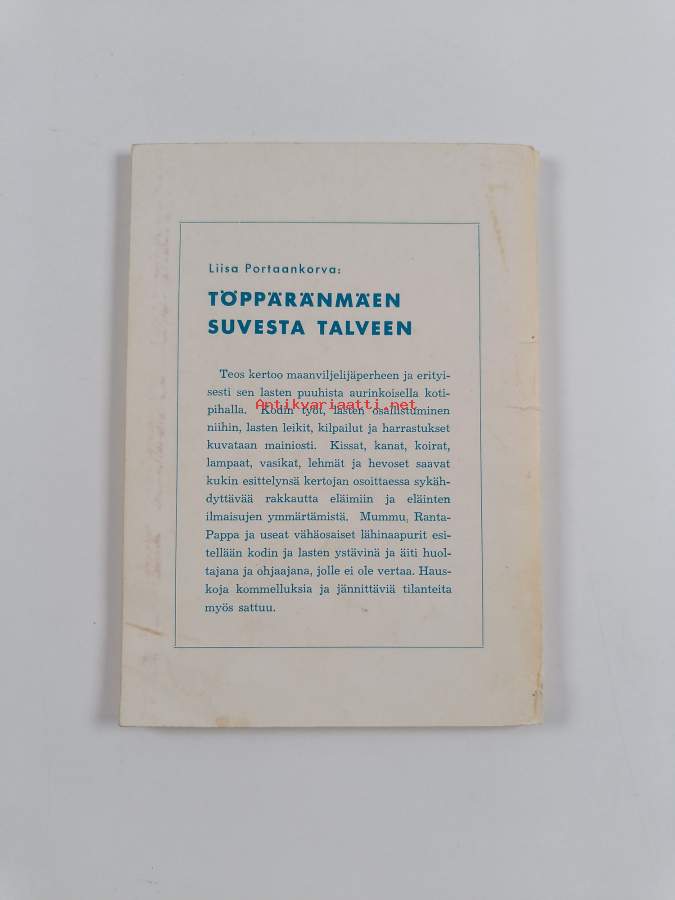 Liisa Portaankorva:
TÖPPÄRÄNMÄEN
SUVESTA TALVEEN
Teos kertoo maanviljelijäperheen ja erityi-
sesti sen lasten puuhista aurinkoisella koti-
Antikvariaatti.net
pihalla. Kodin työt, lasten osallistuminen
niihin, lasten leikit, kilpailut ja harrastukset
kuvataan mainiosti. Kissat, kanat, koirat,
lampaat, vasikat, lehmät ja hevoset saavat
kukin esittelynsä kertojan osoittaessa sykäh-
dyttävää rakkautta eläimiin ja eläinten
ilmaisujen ymmärtämistä. Mummu, Ranta-
Pappa ja useat vähäosaiset lähinaapurit esi-
tellään kodin ja lasten ystävinä ja äiti huol-
tajana ja ohjaajana, jolle ei ole vertaa. Haus-
koja kommelluksia ja jännittäviä tilanteita
myös sattuu.